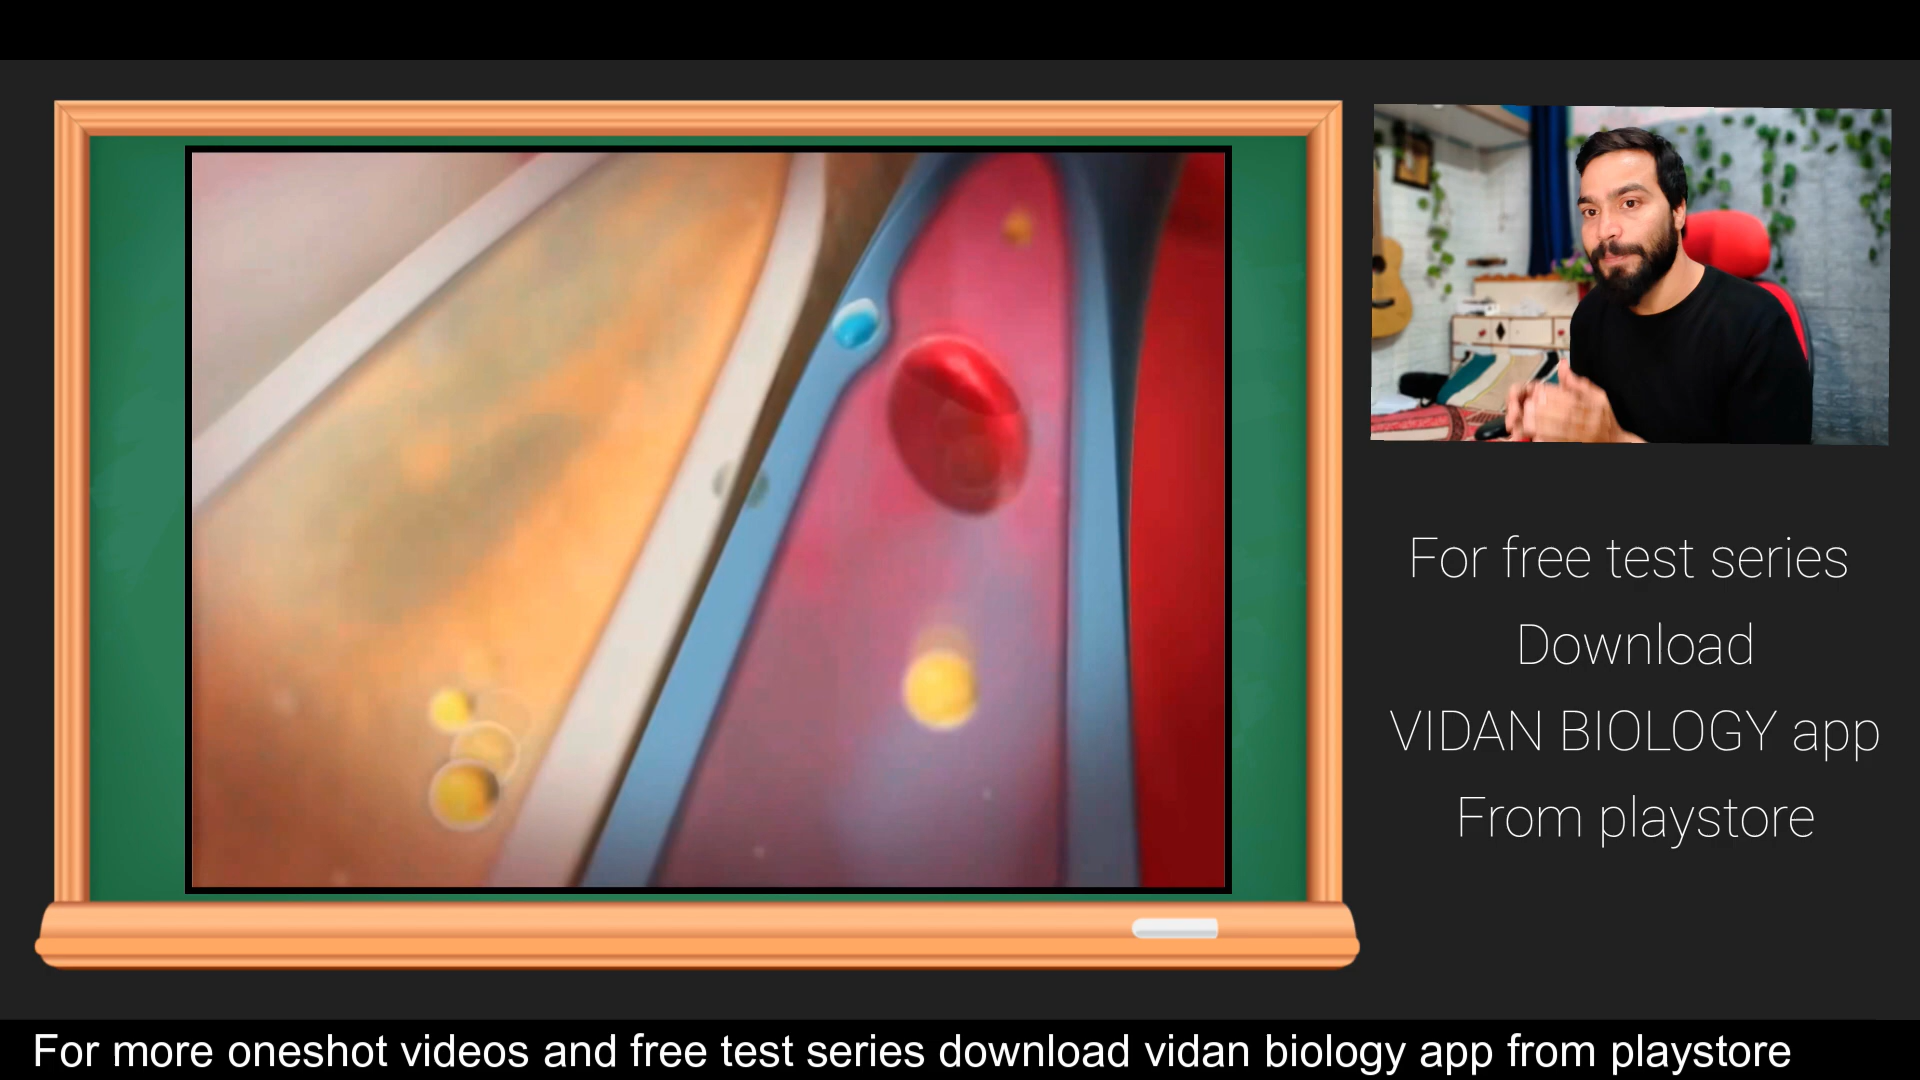 For free test series
Download
VIDAN BIOLOGY app
From playstore
For more oneshot videos and free test series download vidan biology app from playstore